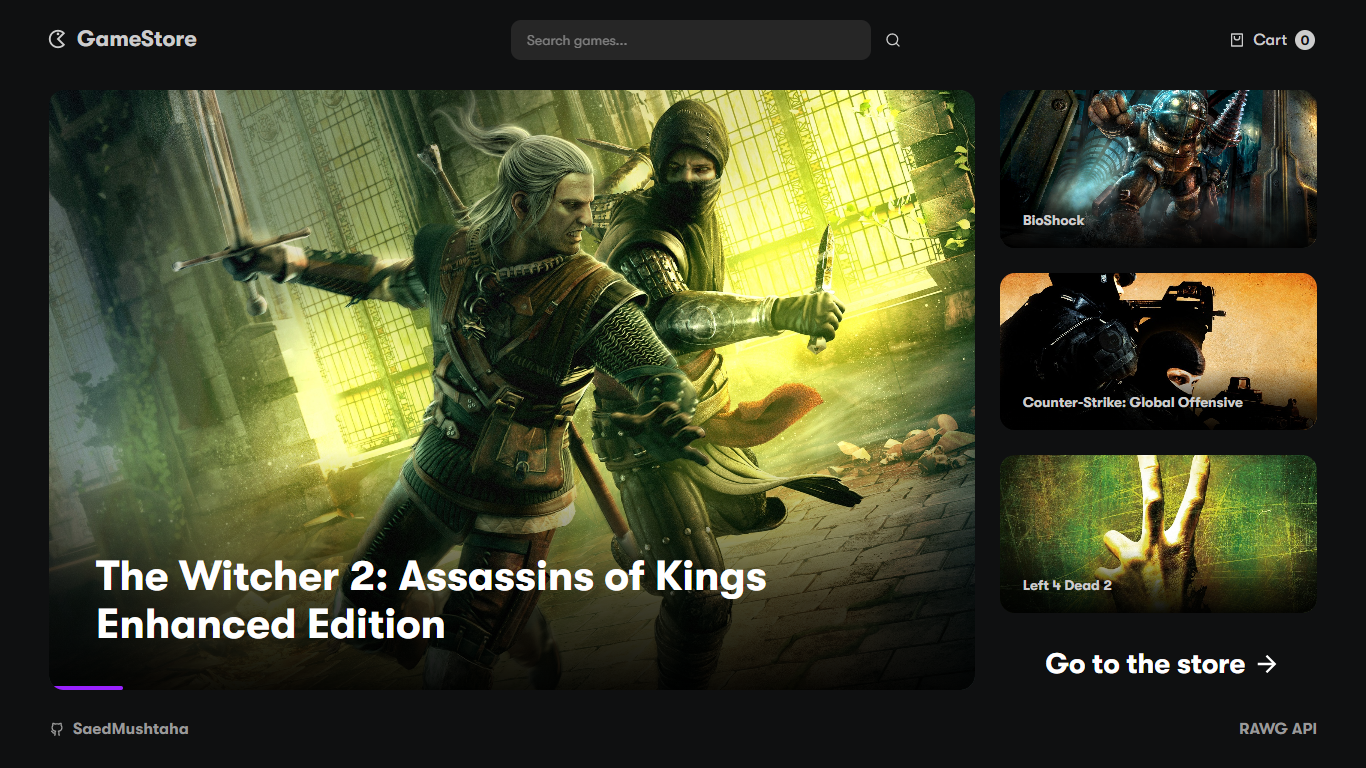 GameStore
Search games...
Cart 0
The Witcher 2: Assassins of Kings
Enhanced Edition
BioShock
Counter-Strike: Global Offensive
Left 4 Dead 2
Go to the store
SaedMushtaha
RAWG API